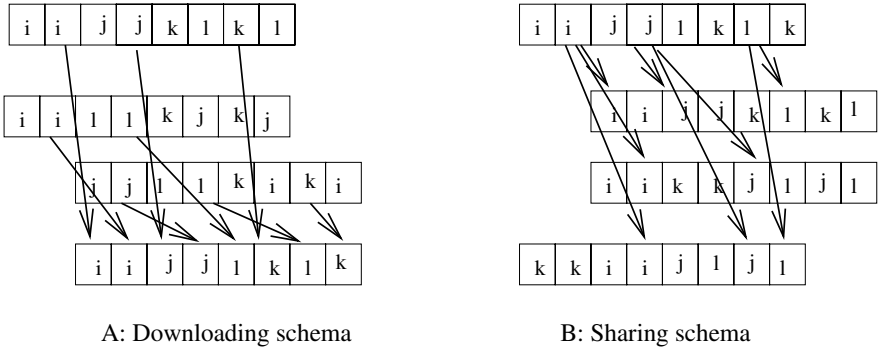 i i j j k l k l
i i j j l k l k
i i l l k j k j
i i j j k l k l
j j l l k i k i
i i k k j l j l
i i j j l k l k
k k i i j l j l
A: Downloading schema
B: Sharing schema